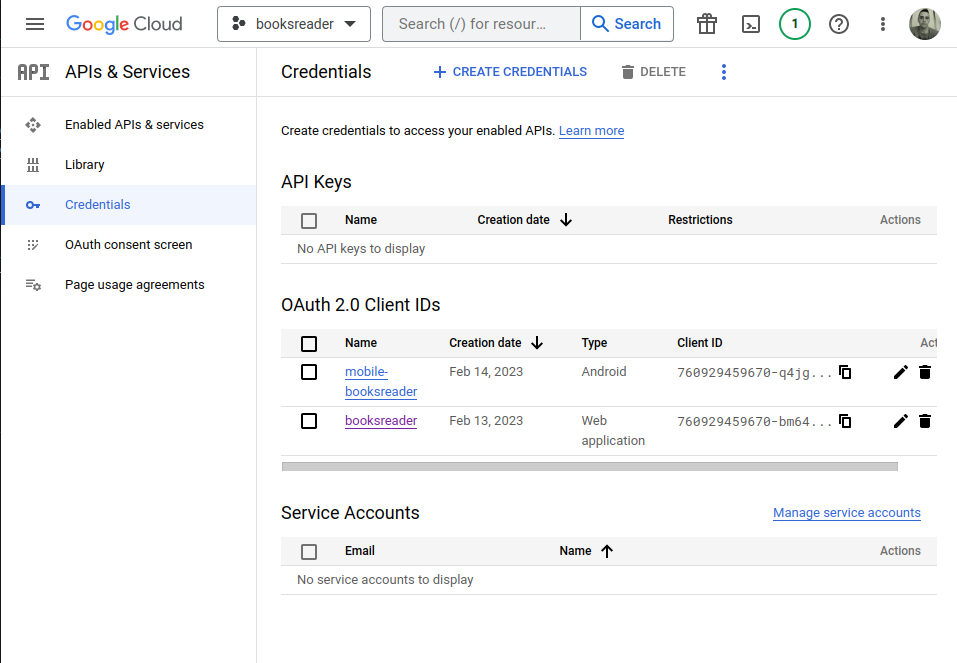 Google Cloud
booksreader
Search (/) for resour...
Search
1
API APIs & Services
Credentials
CREATE CREDENTIALS
DELETE
Enabled APIs & services
Library
Credentials
OAuth consent screen
Page usage agreements
Create credentials to access your enabled APIs. Learn more
API Keys
Name Creation date Restrictions Actions
No API keys to display
OAuth 2.0 Client IDs
Name Creation date Type Client ID Act
mobile-
booksreader
Feb 14, 2023 Android 760929459670-q4jg...
booksreader Feb 13, 2023
Web
application
760929459670-bm64...
Service Accounts
Manage service accounts
Email Name Actions
No service accounts to display